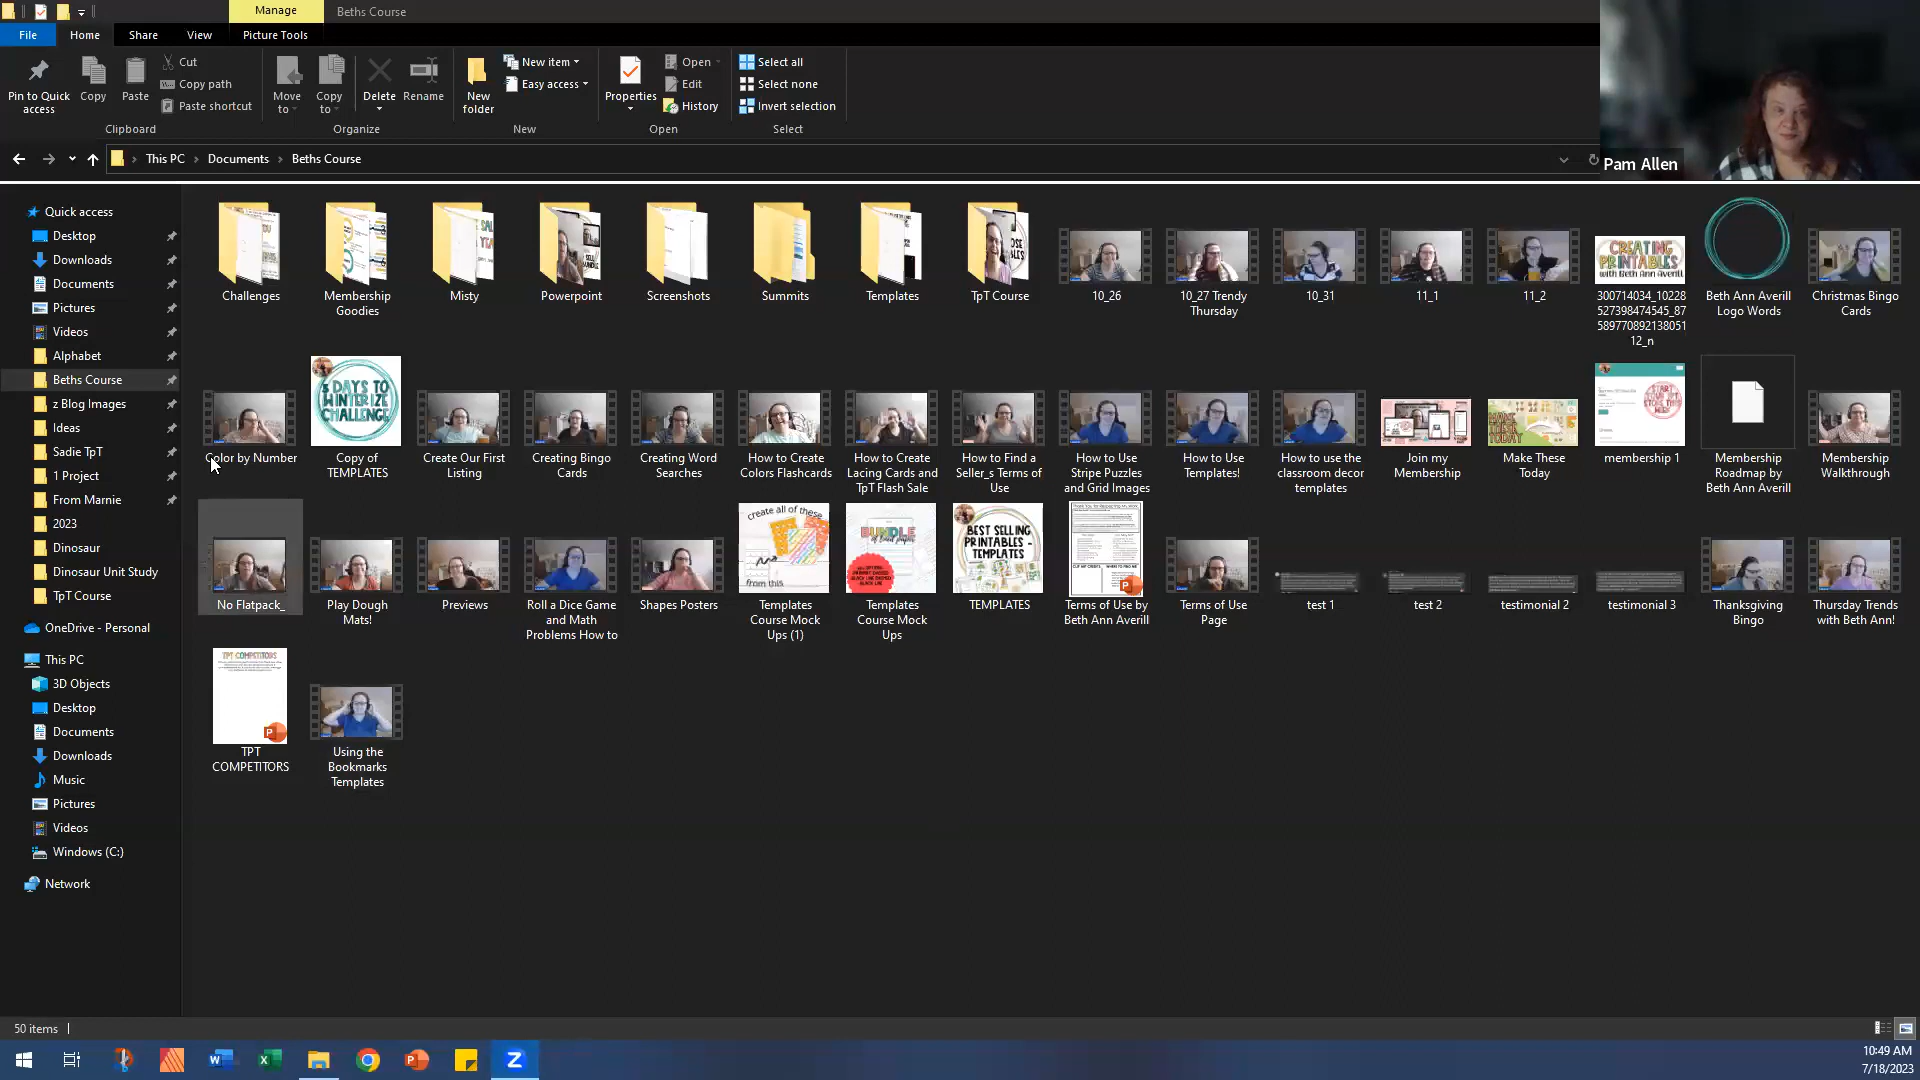 Manage
Beths Course
File
Home
Share
View
Picture Tools
Pin to Quick
access
Copy
Paste
Cut
Copy path
Paste shortcut
Clipboard
Move
to
Copy
to
Delete
Rename
Organize
New
folder
New item
Easy access
New
Properties
Open
Edit
History
Open
Select all
Select none
Invert selection
Select
This PC
Documents
Beths Course
Pam Allen
Quick access
Desktop
Downloads
Documents
Pictures
Videos
Alphabet
Beths Course
z Blog Images
Ideas
Sadie TpT
1 Project
From Marnie
2023
Dinosaur
Dinosaur Unit Study
TpT Course
OneDrive - Personal
This PC
3D Objects
Desktop
Documents
Downloads
Music
Pictures
Videos
Windows (C:)
Network
Challenges
Membership
Goodies
Misty
Powerpoint
Screenshots
Summits
Templates
TpT Course
10_26
10_27 Trendy
Thursday
10_31
11_1
11_2
CREATING
PRINTABLES
with Beth Ann Averill
300714034_10228
527398474545_87
589770892138051
12_n
Beth Ann Averill
Logo Words
Christmas Bingo
Cards
Color by Number
5 DAYS TO
WINTERIZE
CHALLENGE
Copy of
TEMPLATES
Create Our First
Listing
Creating Bingo
Cards
Creating Word
Searches
How to Create
Colors Flashcards
How to Create
Lacing Cards and
TpT Flash Sale
How to Find a
Seller_s Terms of
Use
How to Use
Stripe Puzzles
and Grid Images
How to Use
Templates!
How to use the
classroom decor
templates
Join my
Membership
MAKE
THESE
TODAY
Make These
Today
START
YOUR TPT
STORE THIS
WEEK
membership 1
Membership
Roadmap by
Beth Ann Averill
Membership
Walkthrough
No Flatpack_
Play Dough
Mats!
Previews
Roll a Dice Game
and Math
Problems How to
Shapes Posters
create all of these
from this
Templates
Course Mock
Ups (1)
BUNDLE
Templates
Course Mock
Ups
BEST SELLING
PRINTABLES -
TEMPLATES
TEMPLATES
Thank You for Respecting My Work
Terms of Use by
Beth Ann Averill
Terms of Use
Page
test 1
test 2
testimonial 2
testimonial 3
Thanksgiving
Bingo
Thursday Trends
with Beth Ann!
TPT COMPETITORS
TPT
COMPETITORS
Using the
Bookmarks
Templates
50 items
10:49 AM
7/18/2023